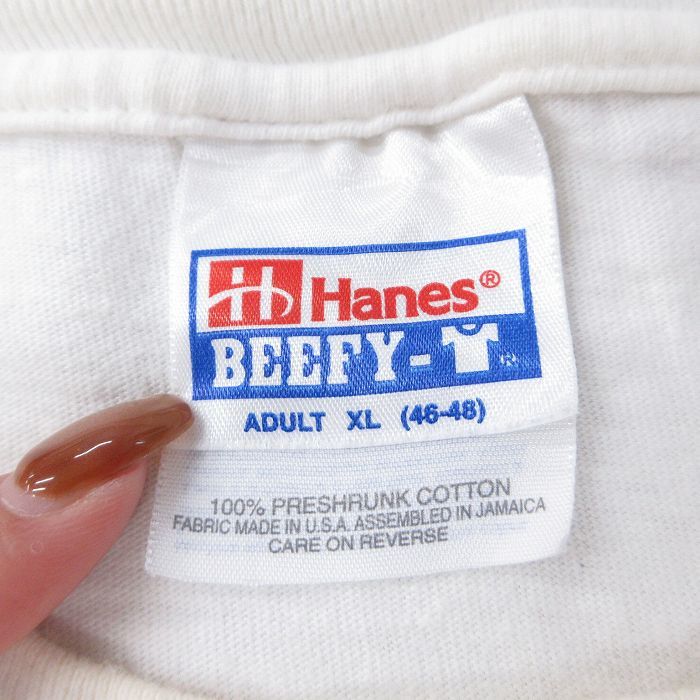 H Hanes®
BEEFY-T®
ADULT XL (46-48)
100% PRESHRUNK COTTON
FABRIC MADE IN U.S.A. ASSEMBLED IN JAMAICA
CARE ON REVERSE